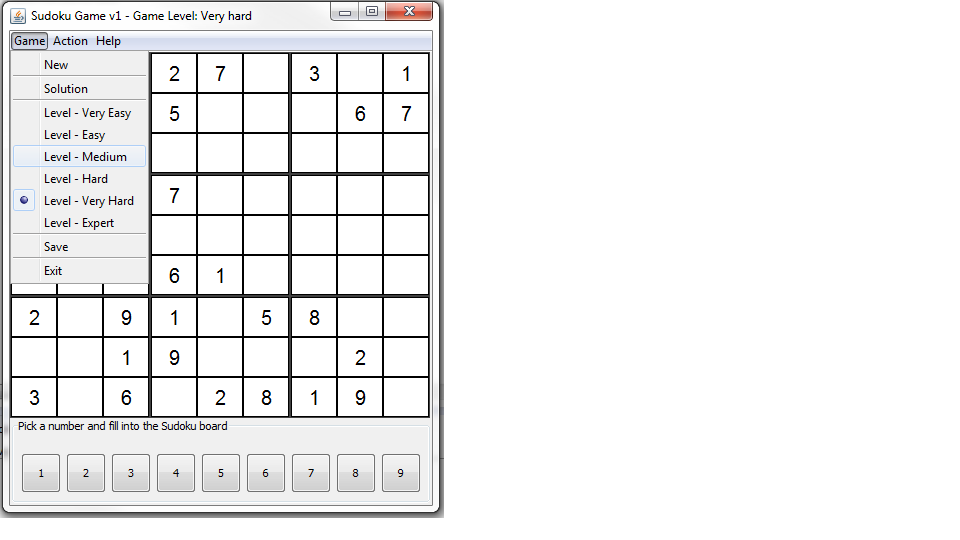 Sudoku Game v1 - Game Level: Very hard
Game Action Help
New
Solution
Level - Very Easy
Level - Easy
Level - Medium
Level - Hard
Level - Very Hard
Level - Expert
Save
Exit
2 7 3 1
5 6 7
7
6 1
2 9 1 5 8
1 9 2
3 6 2 8 1 9
Pick a number and fill into the Sudoku board
1 2 3 4 5 6 7 8 9